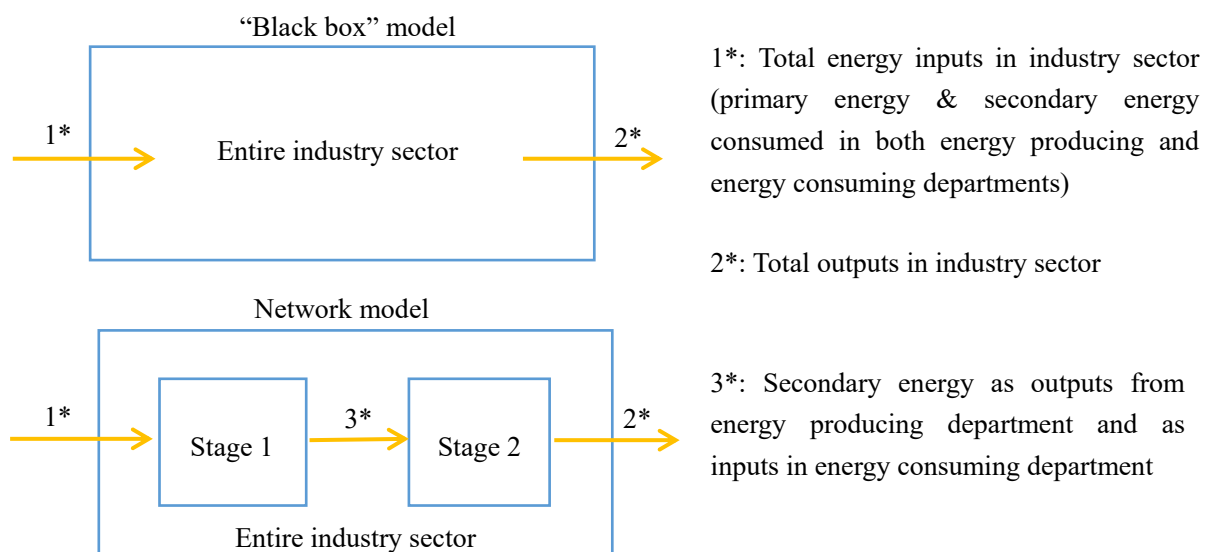 “Black box” model
1*
Entire industry sector
2*
1*: Total energy inputs in industry sector
(primary energy & secondary energy
consumed in both energy producing and
energy consuming departments)
2*: Total outputs in industry sector
Network model
1*
Stage 1
3*
Stage 2
2*
Entire industry sector
3*: Secondary energy as outputs from
energy producing department and as
inputs in energy consuming department